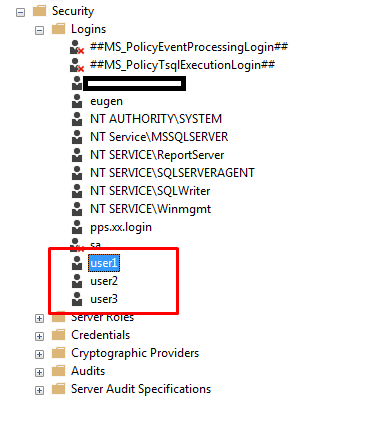 Security
Logins
##MS_PolicyEventProcessingLogin##
##MS_PolicyTsqlExecutionLogin##
eugen
NT AUTHORITY\SYSTEM
NT Service\MSSQLSERVER
NT SERVICE\ReportServer
NT SERVICE\SQLSERVERAGENT
NT SERVICE\SQLWriter
NT SERVICE\Winmgmt
pps.xx.login
sa
user1
user2
user3
Server Roles
Credentials
Cryptographic Providers
Audits
Server Audit Specifications